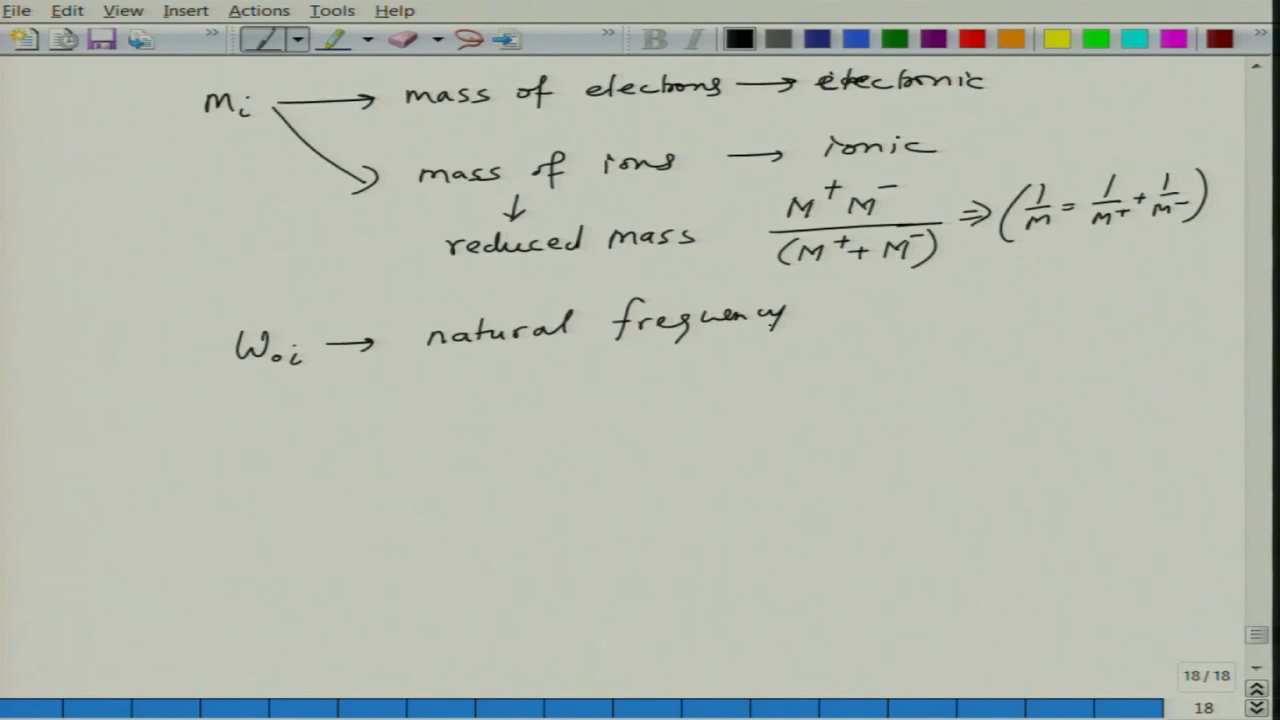 File Edit View Insert Actions Tools Help
B I
mi → mass of electrons → electronic
mass of ions → ionic
↓
reduced mass M⁺M⁻/(M⁺+M⁻) ⇒ (1/M = 1/M⁺ + 1/M⁻)
ω₀i → natural frequency
18 / 18
18